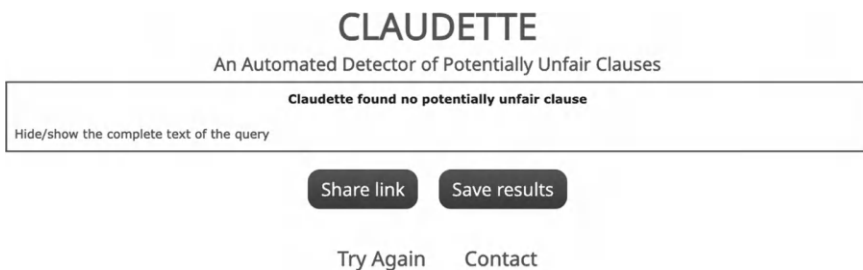 CLAUDETTE
An Automated Detector of Potentially Unfair Clauses
Claudette found no potentially unfair clause
Hide/show the complete text of the query
Share link Save results
Try Again Contact